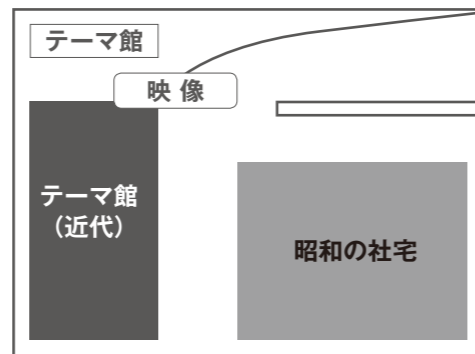 テーマ館
映像
テーマ館
（近代）
昭和の社宅